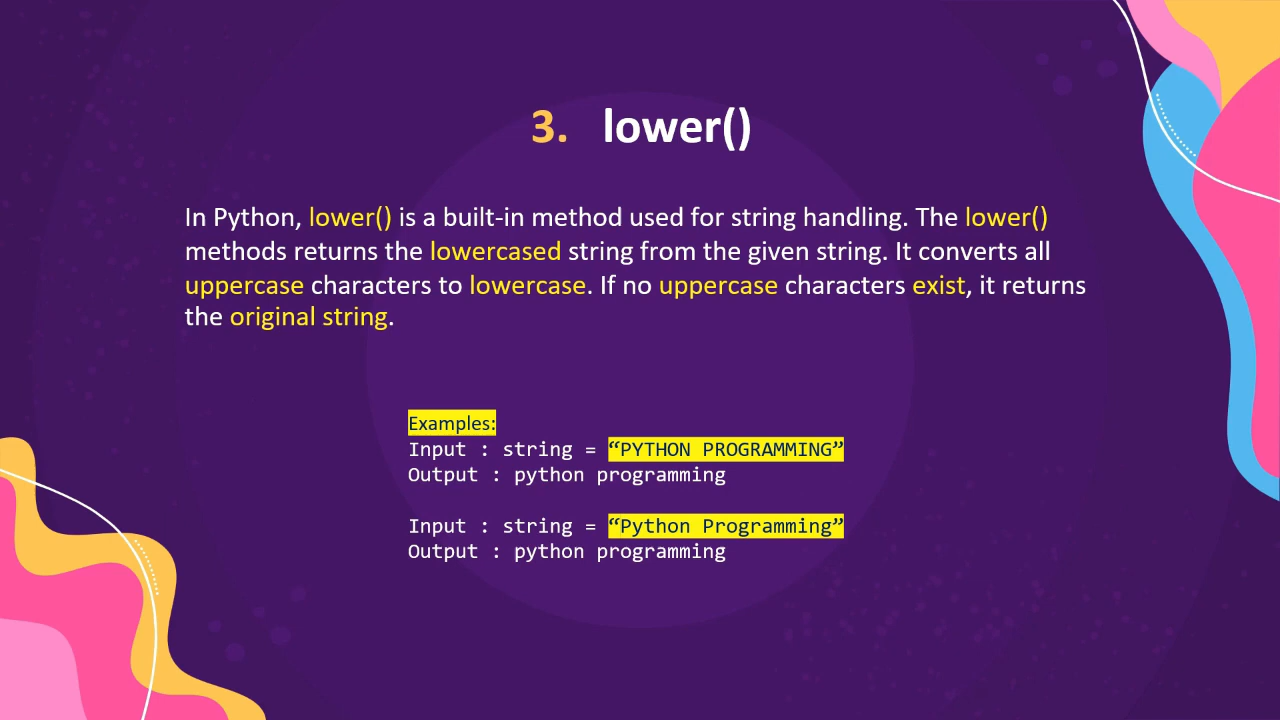 3. lower()
In Python, lower() is a built-in method used for string handling. The lower()
methods returns the lowercased string from the given string. It converts all
uppercase characters to lowercase. If no uppercase characters exist, it returns
the original string.
Examples:
Input : string = “PYTHON PROGRAMMING”
Output : python programming
Input : string = “Python Programming”
Output : python programming